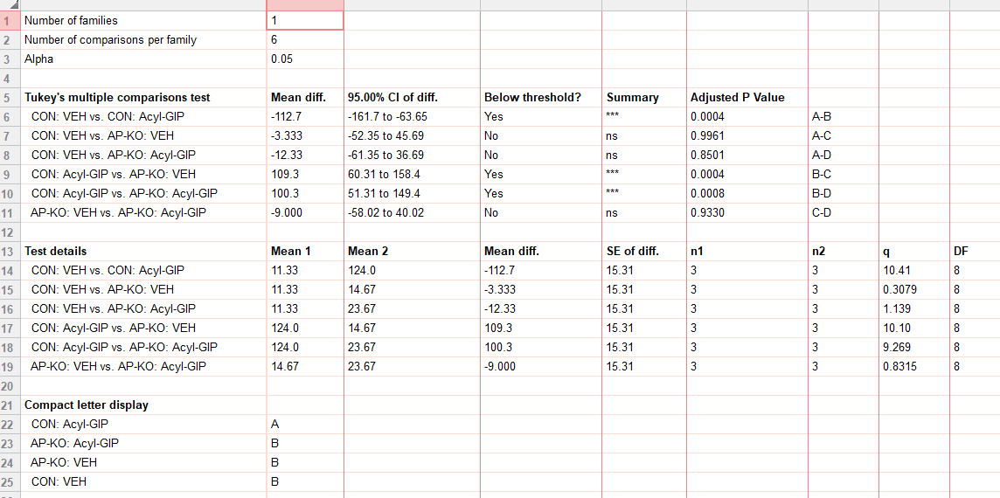 1 Number of families 1
2 Number of comparisons per family 6
3 Alpha 0.05
4
5 Tukey's multiple comparisons test Mean diff. 95.00% CI of diff. Below threshold? Summary Adjusted P Value
6 CON: VEH vs. CON: Acyl-GIP -112.7 -161.7 to -63.65 Yes *** 0.0004 A-B
7 CON: VEH vs. AP-KO: VEH -3.333 -52.35 to 45.69 No ns 0.9961 A-C
8 CON: VEH vs. AP-KO: Acyl-GIP -12.33 -61.35 to 36.69 No ns 0.8501 A-D
9 CON: Acyl-GIP vs. AP-KO: VEH 109.3 60.31 to 158.4 Yes *** 0.0004 B-C
10 CON: Acyl-GIP vs. AP-KO: Acyl-GIP 100.3 51.31 to 149.4 Yes *** 0.0008 B-D
11 AP-KO: VEH vs. AP-KO: Acyl-GIP -9.000 -58.02 to 40.02 No ns 0.9330 C-D
12
13 Test details Mean 1 Mean 2 Mean diff. SE of diff. n1 n2 q DF
14 CON: VEH vs. CON: Acyl-GIP 11.33 124.0 -112.7 15.31 3 3 10.41 8
15 CON: VEH vs. AP-KO: VEH 11.33 14.67 -3.333 15.31 3 3 0.3079 8
16 CON: VEH vs. AP-KO: Acyl-GIP 11.33 23.67 -12.33 15.31 3 3 1.139 8
17 CON: Acyl-GIP vs. AP-KO: VEH 124.0 14.67 109.3 15.31 3 3 10.10 8
18 CON: Acyl-GIP vs. AP-KO: Acyl-GIP 124.0 23.67 100.3 15.31 3 3 9.269 8
19 AP-KO: VEH vs. AP-KO: Acyl-GIP 14.67 23.67 -9.000 15.31 3 3 0.8315 8
20
21 Compact letter display
22 CON: Acyl-GIP A
23 AP-KO: Acyl-GIP B
24 AP-KO: VEH B
25 CON: VEH B